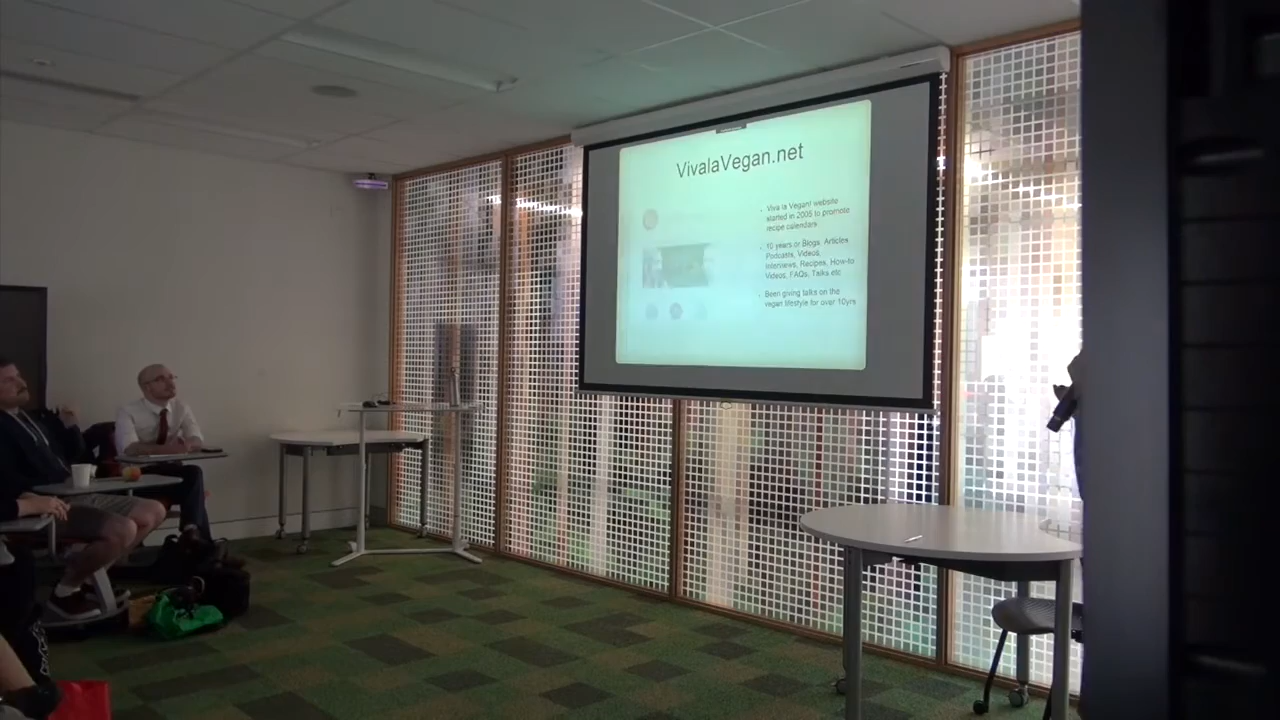 VivalaVegan.net
Viva la Vegan! website
started in 2005 to promote
recipe calendars
10 years or Blogs, Articles
Podcasts, Videos,
Interviews, Recipes, How-to
Videos, FAQs, Talks etc
Been giving talks on the
vegan lifestyle for over 10yrs